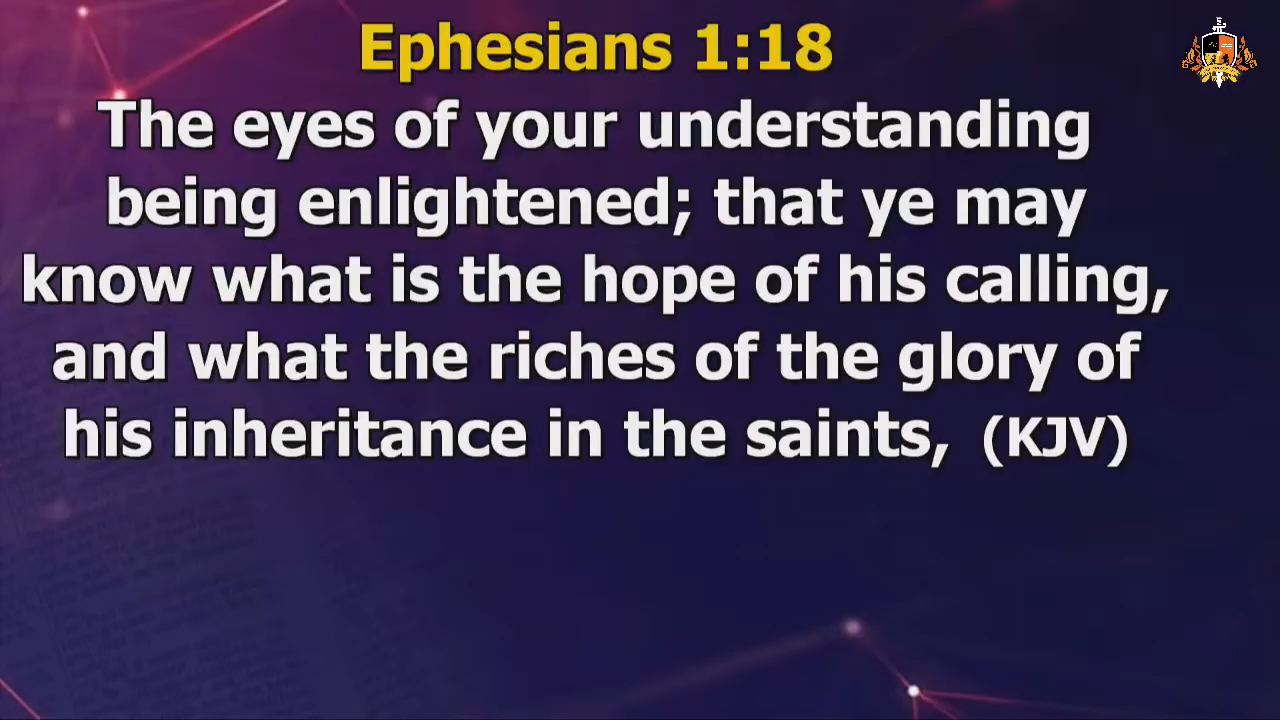 Ephesians 1:18
The eyes of your understanding
being enlightened; that ye may
know what is the hope of his calling,
and what the riches of the glory of
his inheritance in the saints, (KJV)